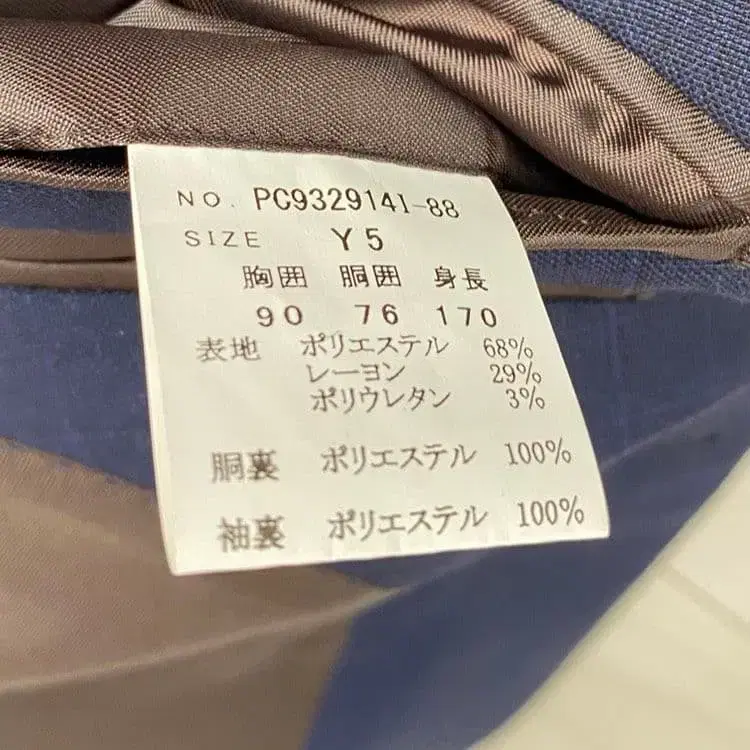 NO. PC932914I-88
SIZE Y5
胸囲 胴囲 身長
90 76 170
表地 ポリエステル 68%
レーヨン 29%
ポリウレタン 3%
胴裏 ポリエステル 100%
袖裏 ポリエステル 100%